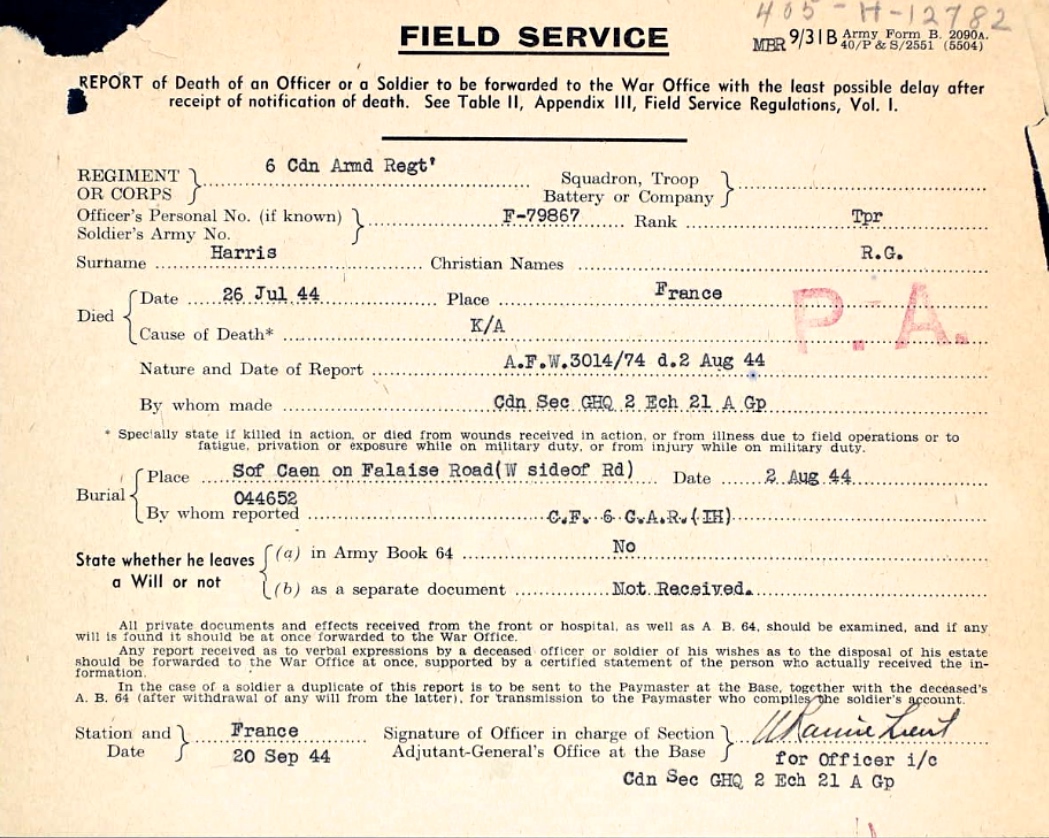 405-H-12782
FIELD SERVICE
MBR 9/31B Army Form B. 2090A.
40/P & S/2551 (5504)
REPORT of Death of an Officer or a Soldier to be forwarded to the War Office with the least possible delay after
receipt of notification of death. See Table II, Appendix III, Field Service Regulations, Vol. I.
REGIMENT OR CORPS 6 Cdn Armd Regt' Squadron, Troop Battery or Company
Officer's Personal No. (if known) Soldier's Army No. F-79867 Rank Tpr
Surname Harris Christian Names R.G.
Died Date 26 Jul 44 Place France
P. A.
Cause of Death* K/A
Nature and Date of Report A.F.W.3014/74 d.2 Aug 44
By whom made Cdn Sec GHQ 2 Ech 21 A Gp
* Specially state if killed in action, or died from wounds received in action, or from illness due to field operations or to
fatigue, privation or exposure while on military duty, or from injury while on military duty.
Burial Place Sof Caen on Falaise Road(W sideof Rd) Date 2 Aug 44
044652
By whom reported C.F. 6 C.A.R.(IH)
State whether he leaves a Will or not (a) in Army Book 64 No
(b) as a separate document Not Received.
All private documents and effects received from the front or hospital, as well as A B. 64, should be examined, and if any
will is found it should be at once forwarded to the War Office.
Any report received as to verbal expressions by a deceased officer or soldier of his wishes as to the disposal of his estate
should be forwarded to the War Office at once, supported by a certified statement of the person who actually received the in-
formation.
In the case of a soldier a duplicate of this report is to be sent to the Paymaster at the Base, together with the deceased's
A. B. 64 (after withdrawal of any will from the latter), for transmission to the Paymaster who compiles the soldier's account.
Station and Date France Signature of Officer in charge of Section Adjutant-General's Office at the Base
20 Sep 44 for Officer i/c
Cdn Sec GHQ 2 Ech 21 A Gp